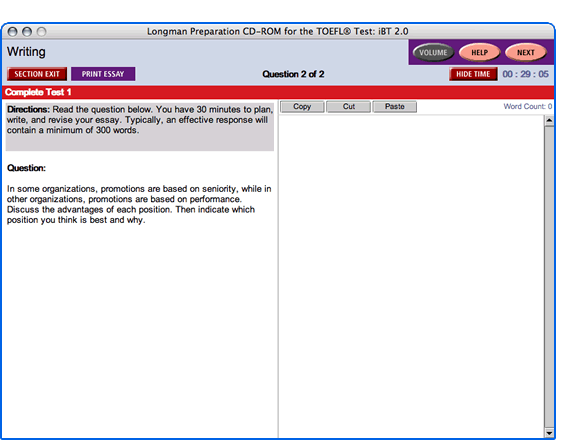 Longman Preparation CD-ROM for the TOEFL® Test: iBT 2.0
Writing
VOLUME HELP NEXT
SECTION EXIT PRINT ESSAY Question 2 of 2 HIDE TIME 00 : 29 : 05
Complete Test 1
Directions: Read the question below. You have 30 minutes to plan,
write, and revise your essay. Typically, an effective response will
contain a minimum of 300 words.
Copy Cut Paste Word Count: 0
Question:
In some organizations, promotions are based on seniority, while in
other organizations, promotions are based on performance.
Discuss the advantages of each position. Then indicate which
position you think is best and why.